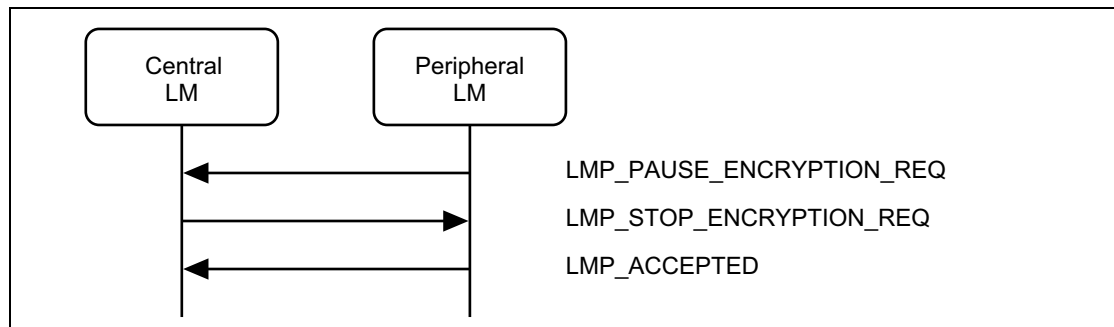 Central
LM
Peripheral
LM
LMP_PAUSE_ENCRYPTION_REQ
LMP_STOP_ENCRYPTION_REQ
LMP_ACCEPTED